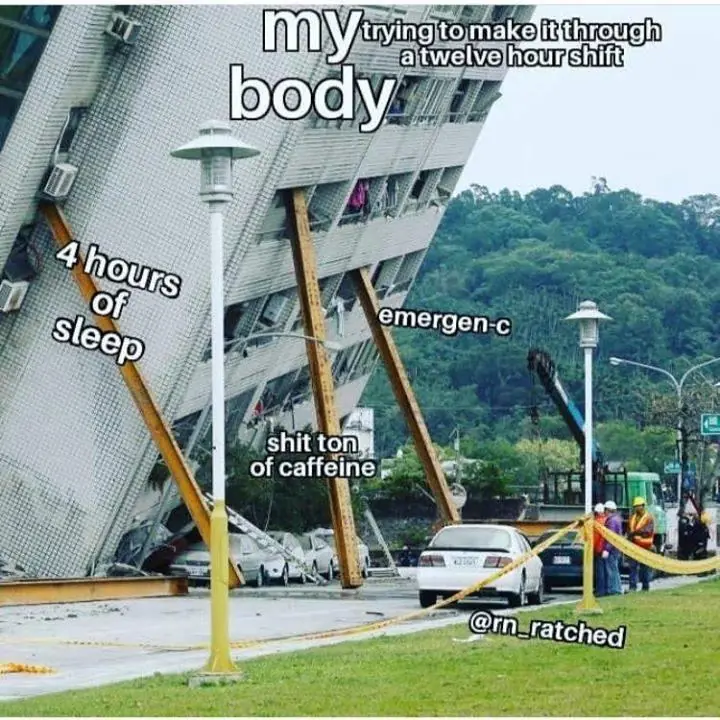 my trying to make it through
a twelve hour shift
body
4 hours
of
sleep
emergen-c
shit ton
of caffeine
@rn_ratched